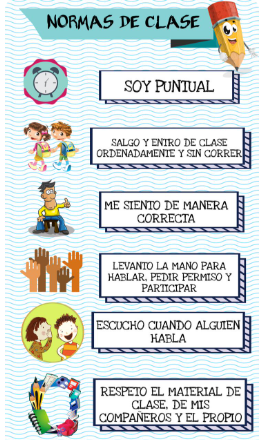 NORMAS DE CLASE
SOY PUNTUAL
SALGO Y ENTRO DE CLASE
ORDENADAMENTE Y SIN CORRER
ME SIENTO DE MANERA
CORRECTA
LEVANTO LA MANO PARA
HABLAR, PEDIR PERMISO Y
PARTICIPAR
ESCUCHO CUANDO ALGUIEN
HABLA
RESPETO EL MATERIAL DE
CLASE, DE MIS
COMPAÑEROS Y EL PROPIO